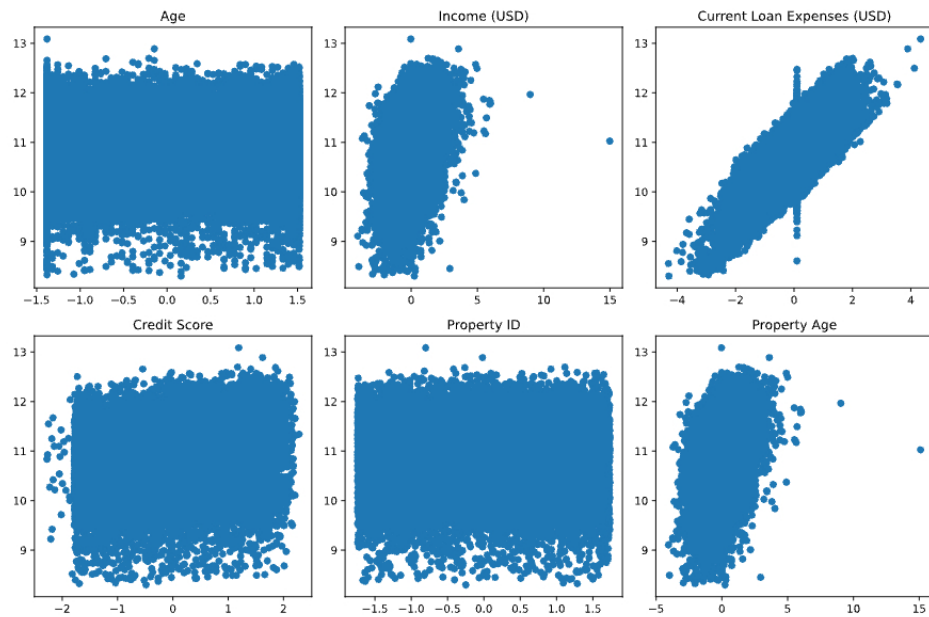 Age
Income (USD)
Current Loan Expenses (USD)
13
12
11
10
9
−1.5 −1.0 −0.5 0.0 0.5 1.0 1.5
13
12
11
10
9
0 5 10 15
13
12
11
10
9
−4 −2 0 2 4
Credit Score
Property ID
Property Age
13
12
11
10
9
−2 −1 0 1 2
13
12
11
10
9
−1.5 −1.0 −0.5 0.0 0.5 1.0 1.5
13
12
11
10
9
−5 0 5 10 15